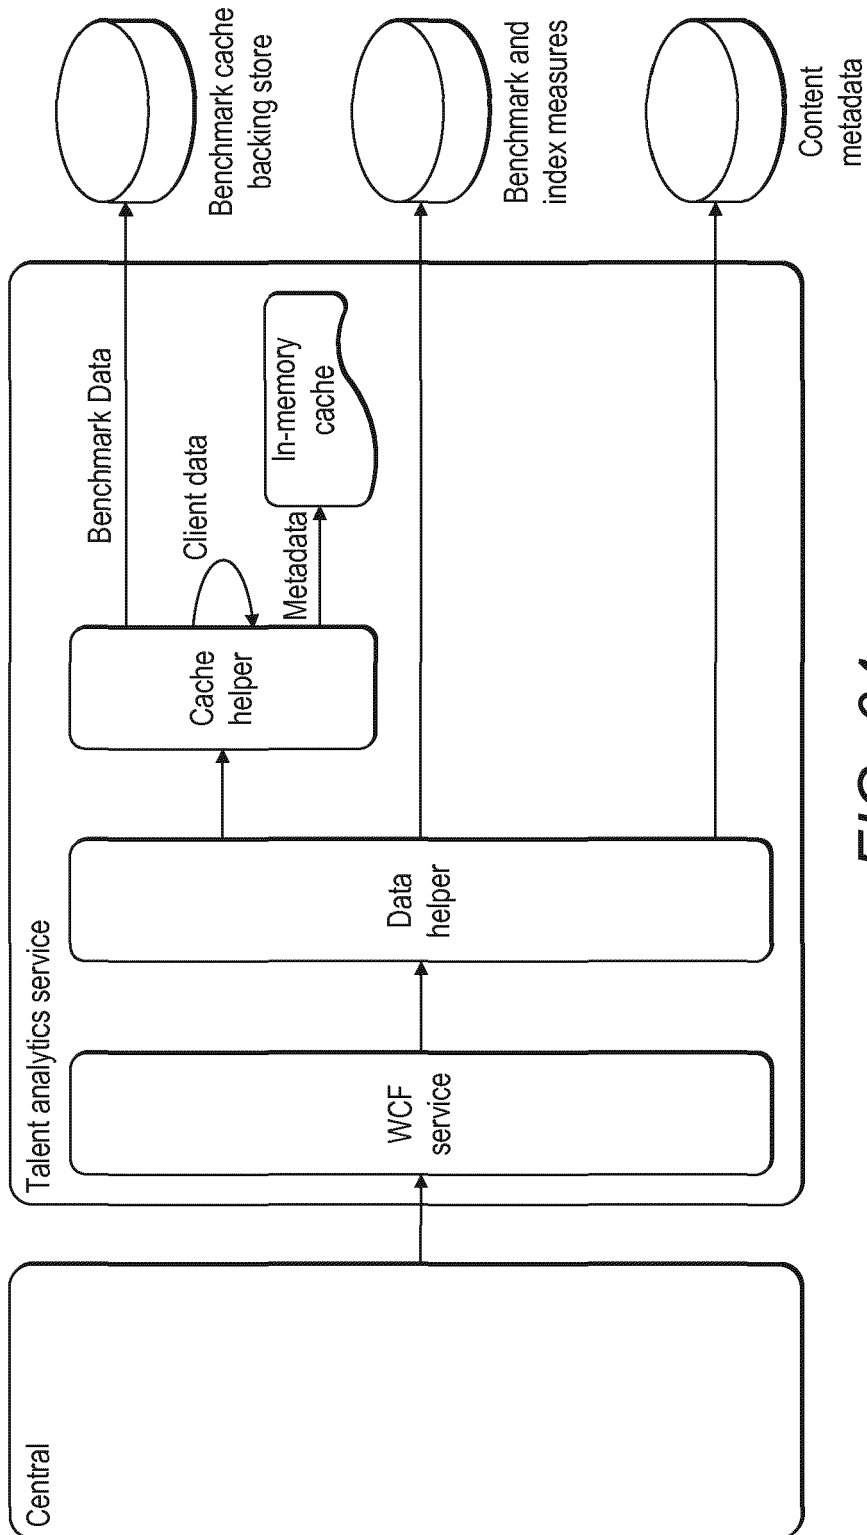 Central
Talent analytics service
WCF
service
Data
helper
Cache
helper
Benchmark Data
Client data
Metadata
In-memory
cache
Benchmark cache
backing store
Benchmark and
index measures
Content
metadata
FIG.